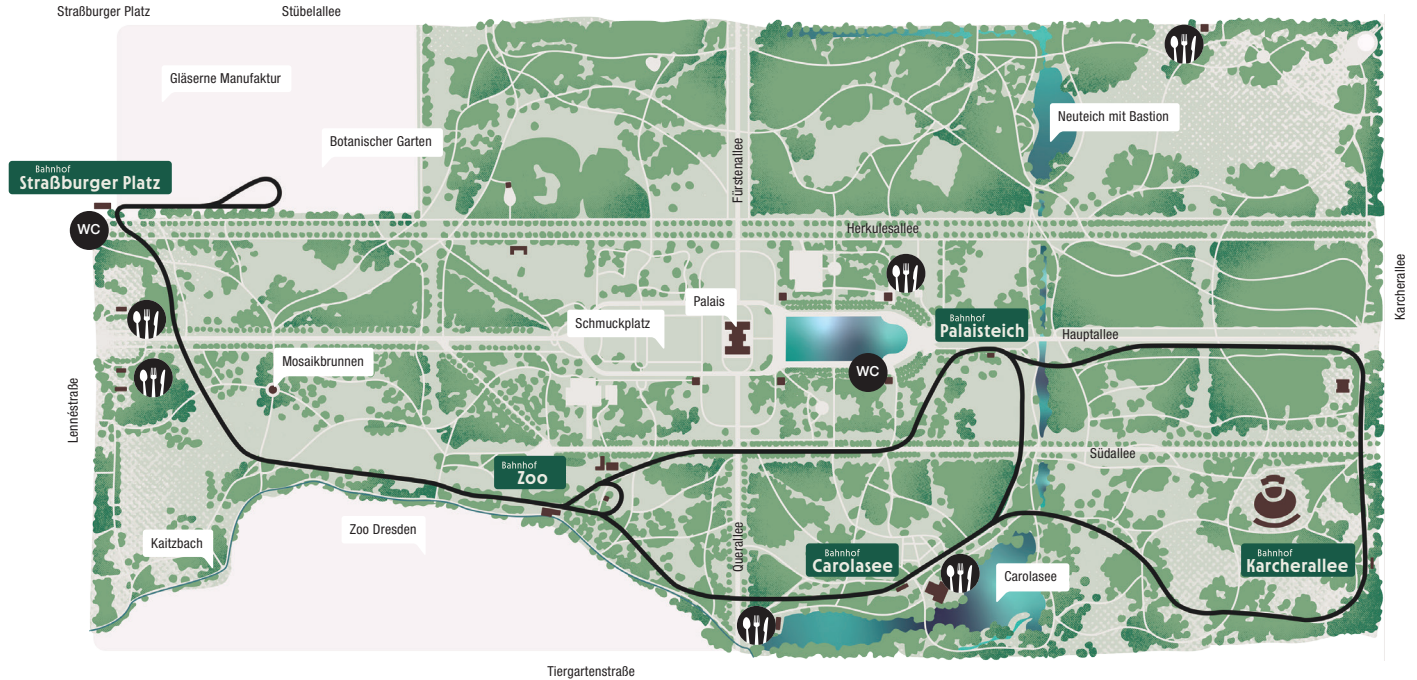 Straßburger Platz
Stübelallee
Gläserne Manufaktur
Botanischer Garten
Neuteich mit Bastion
Fürstenallee
Bahnhof
Straßburger Platz
WC
Herkulesallee
Karcherallee
Palais
Schmuckplatz
Bahnhof
Palaisteich
Hauptallee
Mosaikbrunnen
WC
Lennéstraße
Südallee
Bahnhof
Zoo
Zoo Dresden
Kaitzbach
Querallee
Bahnhof
Carolasee
Carolasee
Bahnhof
Karcherallee
Tiergartenstraße